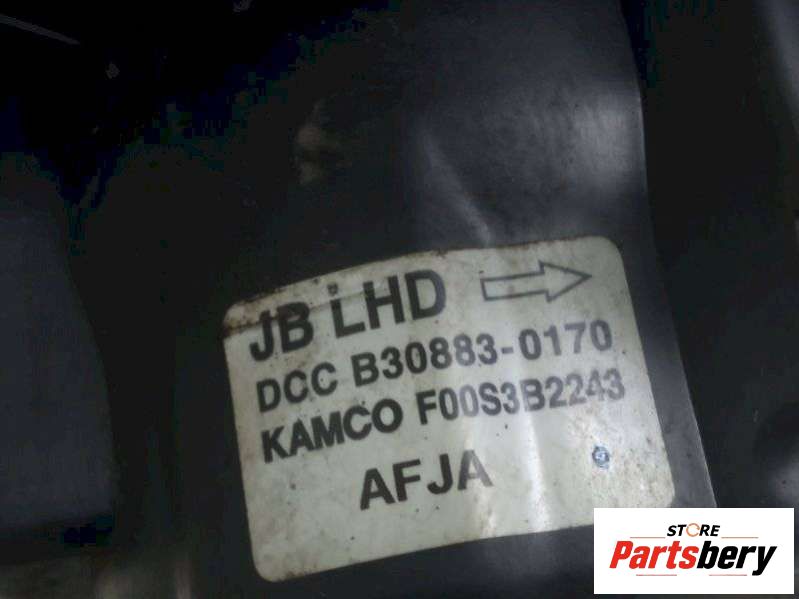 JB LHD
DCC B30883-0170
KAMCO F00S3B2243
AFJA
STORE
Partsbery